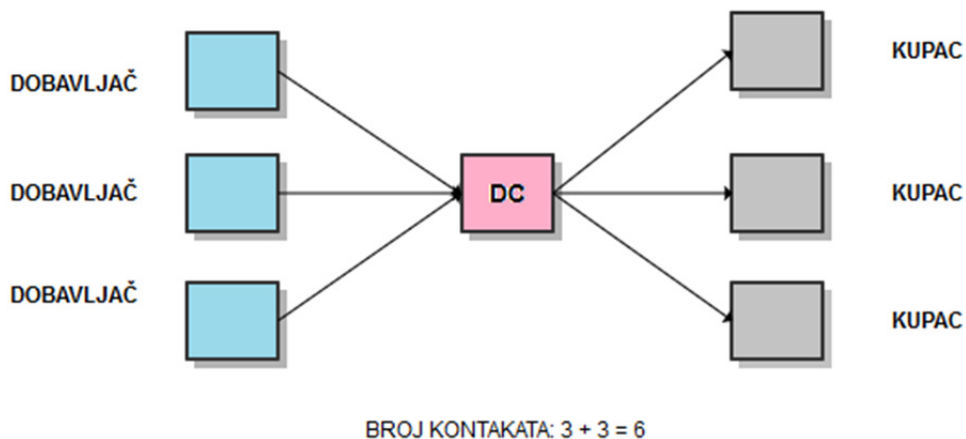 KUPAC
DOBAVLJAČ
DOBAVLJAČ
DC
KUPAC
DOBAVLJAČ
KUPAC
BROJ KONTAKATA: 3 + 3 = 6